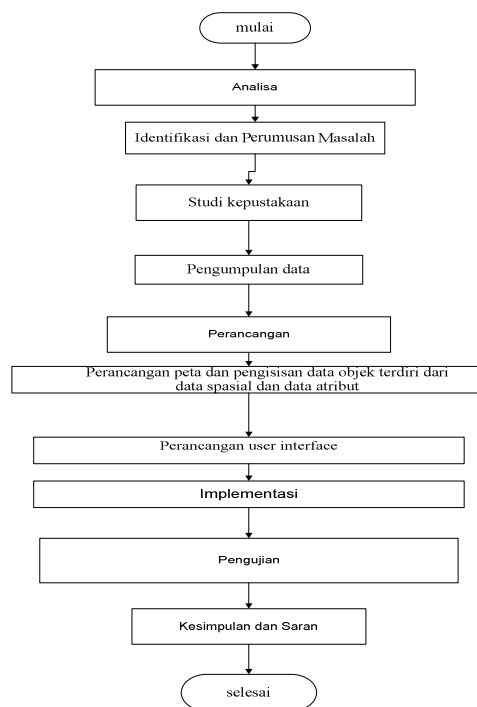 mulai
Analisa
Identifikasi dan Perumusan Masalah
Studi kepustakaan
Pengumpulan data
Perancangan
Perancangan peta dan pengisisan data objek terdiri dari
data spasial dan data atribut
Perancangan user interface
Implementasi
Pengujian
Kesimpulan dan Saran
selesai